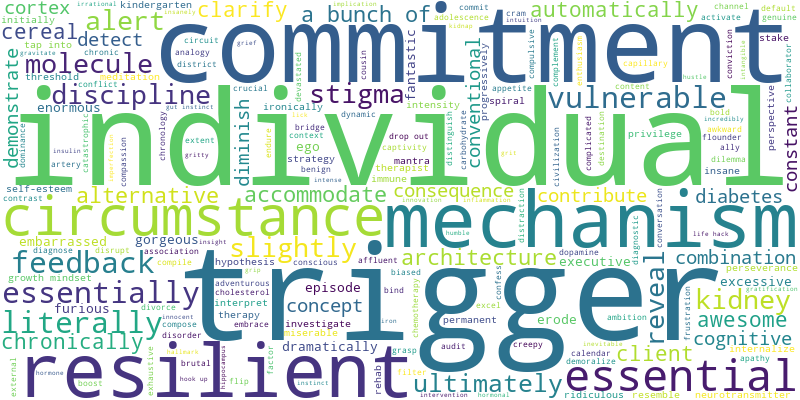 cortex
irrational
kindergarten
a bunch of
automatically
cram
commit
channel
default
initially
alert
clarify
adolescence
intuition
activate
genuine
cereal
detect
tap into
circuit
analogy
district
commitment
fantastic
kidnap
compulsive
enthusiasm
complement
capillary
conviction
intangible
stake
collaborator
gravitate
molecule
chronic
meditation
grief
cousin
devastated
appetite
content
hustle
demonstrate
threshold
conflict
discipline
crucial
gut instinct
stigma
conventional
progressively
spiral
vulnerable
bold
incredibly
perspective
constant
enormous
ironically
intensity
dominance
insulin
artery
catastrophic
compassion
chronology
gritty
extent
diminish
endure
context
bridge
ego
strategy
benign
intense
dynamic
drop out
captivity
mantra
therapist
immune
distinguish
carbohydrate
grit
civilization
complicated
destination
privilege
awkward
flounder
ally
dilemma
insane
individual
self-esteem
contrast
alternative
accommodate
consequence
innovation
inflammation
contribute
diabetes
circumstance
humble
distraction
diagnostic
conversation
life hack
mechanism
embarrassed
gorgeous
insight
slightly
architecture
dopamine
combination
diagnose
disrupt
association
feedback
compile
hypothesis
conscious
affluent
biased
executive
reveal
perseverance
growth mindset
grip
adventurous
cholesterol
episode
bind
confess
excessive
gratification
essentially
interpret
concept
chemotherapy
excel
ambition
kidney
furious
divorce
therapy
trigger
permanent
erode
frustration
awesome
literally
innocent
compose
embrace
investigate
iron
miserable
inevitable
cognitive
chronically
disorder
dramatically
audit
creepy
calendar
client
internalize
hallmark
brutal
hippocampus
factor
grasp
demoralize
apathy
external
hormone
boost
resilient
exhaustive
hook up
flip
instinct
rehab
filter
ultimately
essential
intervention
hormonal
ridiculous
resemble
neurotransmitter